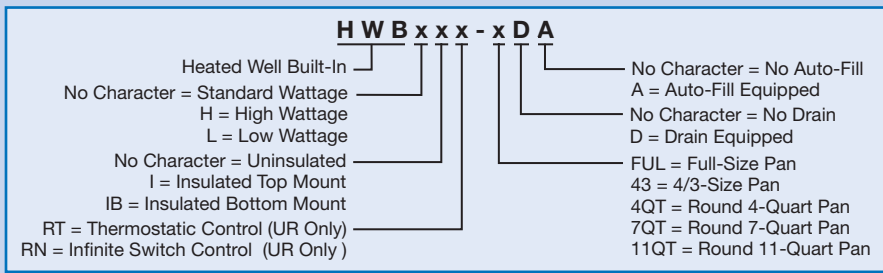 H W B x x x - x D A
Heated Well Built-In
No Character = Standard Wattage
H = High Wattage
L = Low Wattage
No Character = Uninsulated
I = Insulated Top Mount
IB = Insulated Bottom Mount
RT = Thermostatic Control (UR Only)
RN = Infinite Switch Control (UR Only )
No Character = No Auto-Fill
A = Auto-Fill Equipped
No Character = No Drain
D = Drain Equipped
FUL = Full-Size Pan
43 = 4/3-Size Pan
4QT = Round 4-Quart Pan
7QT = Round 7-Quart Pan
11QT = Round 11-Quart Pan